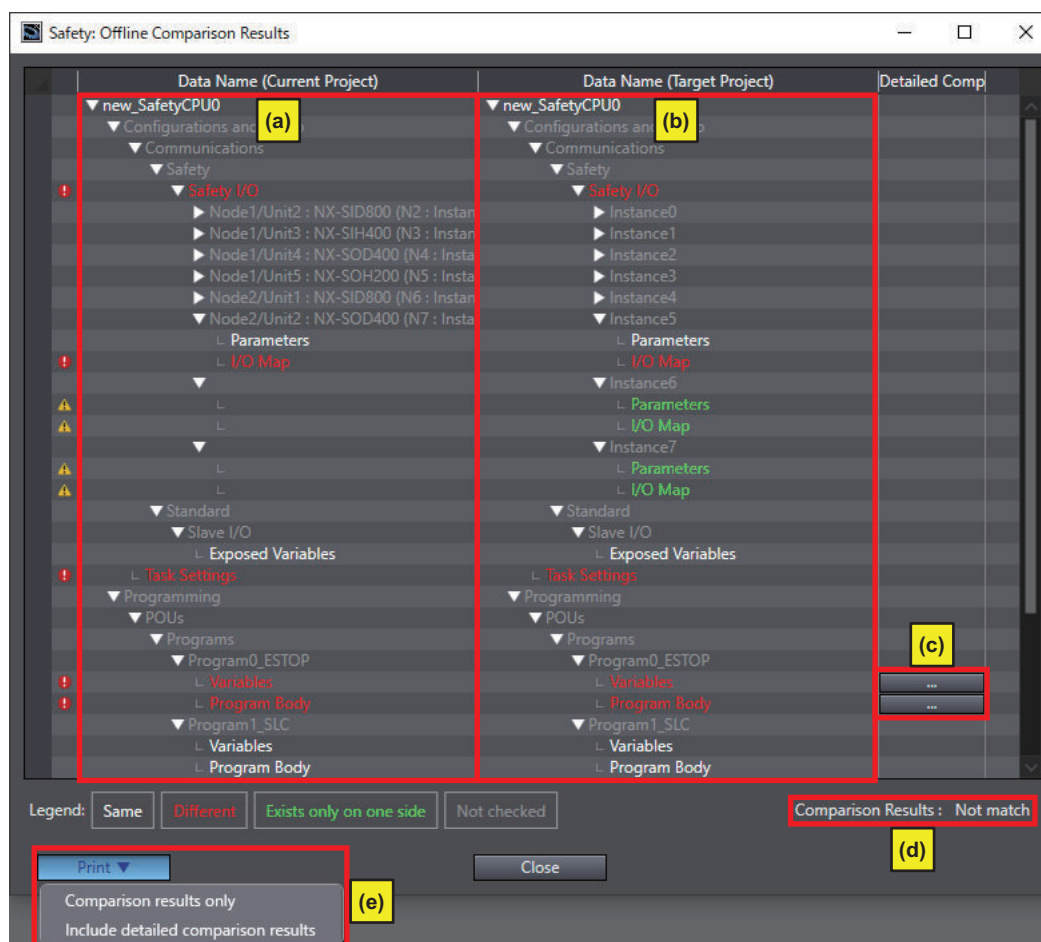 Safety: Offline Comparison Results
Data Name (Current Project) Data Name (Target Project) Detailed Comp
new_SafetyCPU0 (a) new_SafetyCPU0 (b)
Configurations and Configurations and
Communications Communications
Safety Safety
Safety I/O Safety I/O
Node1/Unit2 : NX-SID800 (N2 : Instan Instance0
Node1/Unit3 : NX-SIH400 (N3 : Instan Instance1
Node1/Unit4 : NX-SOD400 (N4 : Insta Instance2
Node1/Unit5 : NX-SOH200 (N5 : Insta Instance3
Node2/Unit1 : NX-SID800 (N6 : Instan Instance4
Node2/Unit2 : NX-SOD400 (N7 : Insta Instance5
Parameters Parameters
I/O Map I/O Map
Instance6
Parameters
I/O Map
Instance7
Parameters
I/O Map
Standard Standard
Slave I/O Slave I/O
Exposed Variables Exposed Variables
Task Settings Task Settings
Programming Programming
POUs POUs
Programs Programs
(c)
Program0_ESTOP Program0_ESTOP
Variables Variables ...
Program Body Program Body ...
Program1_SLC Program1_SLC
Variables Variables
Program Body Program Body
Legend: Same Different Exists only on one side Not checked Comparison Results : Not match
(d)
Print Close
Comparison results only
(e)
Include detailed comparison results